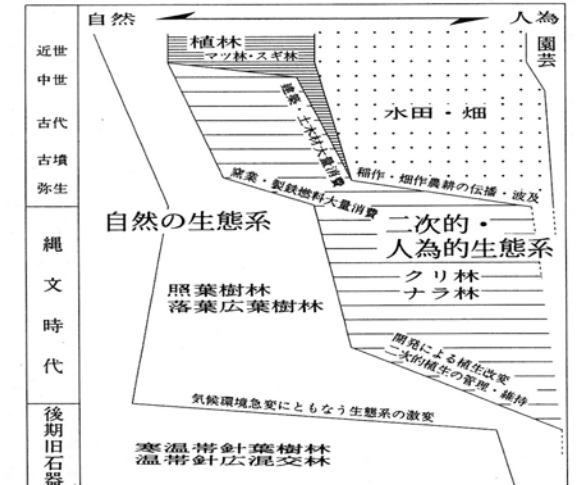 自然
人為
近世
中世
古代
古墳
弥生
縄文時代
後期旧石器
植林
マツ林・スギ林
園芸
水田・畑
建築・土木材大量消費
稲作・畑作農耕の伝播・波及
窯業・製鉄燃料大量消費
自然の生態系
二次的・
人為的生態系
クリ林
ナラ林
照葉樹林
落葉広葉樹林
開発による植生改変
二次的植生の管理・維持
気候環境急変にともなう生態系の激変
寒温帯針葉樹林
温帯針広混交林